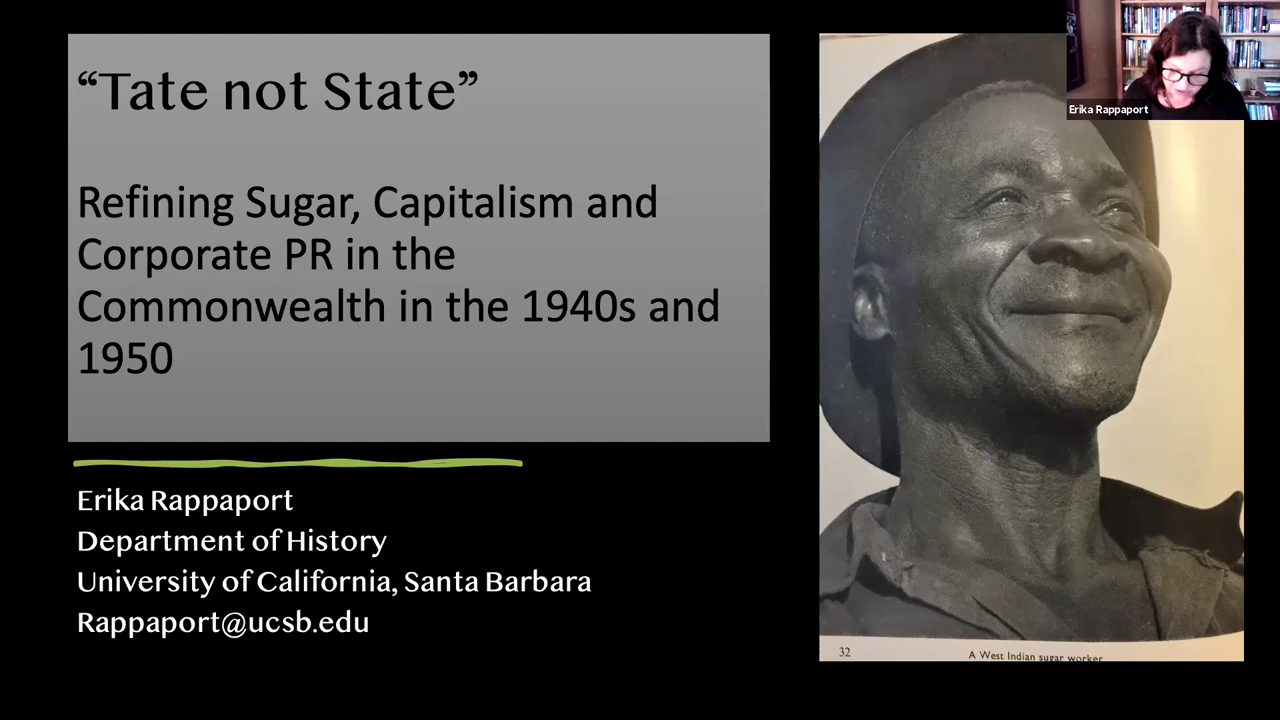 “Tate not State”
Refining Sugar, Capitalism and
Corporate PR in the
Commonwealth in the 1940s and
1950
Erika Rappaport
Department of History
University of California, Santa Barbara
Rappaport@ucsb.edu
Erika Rappaport
32
A West Indian sugar worker